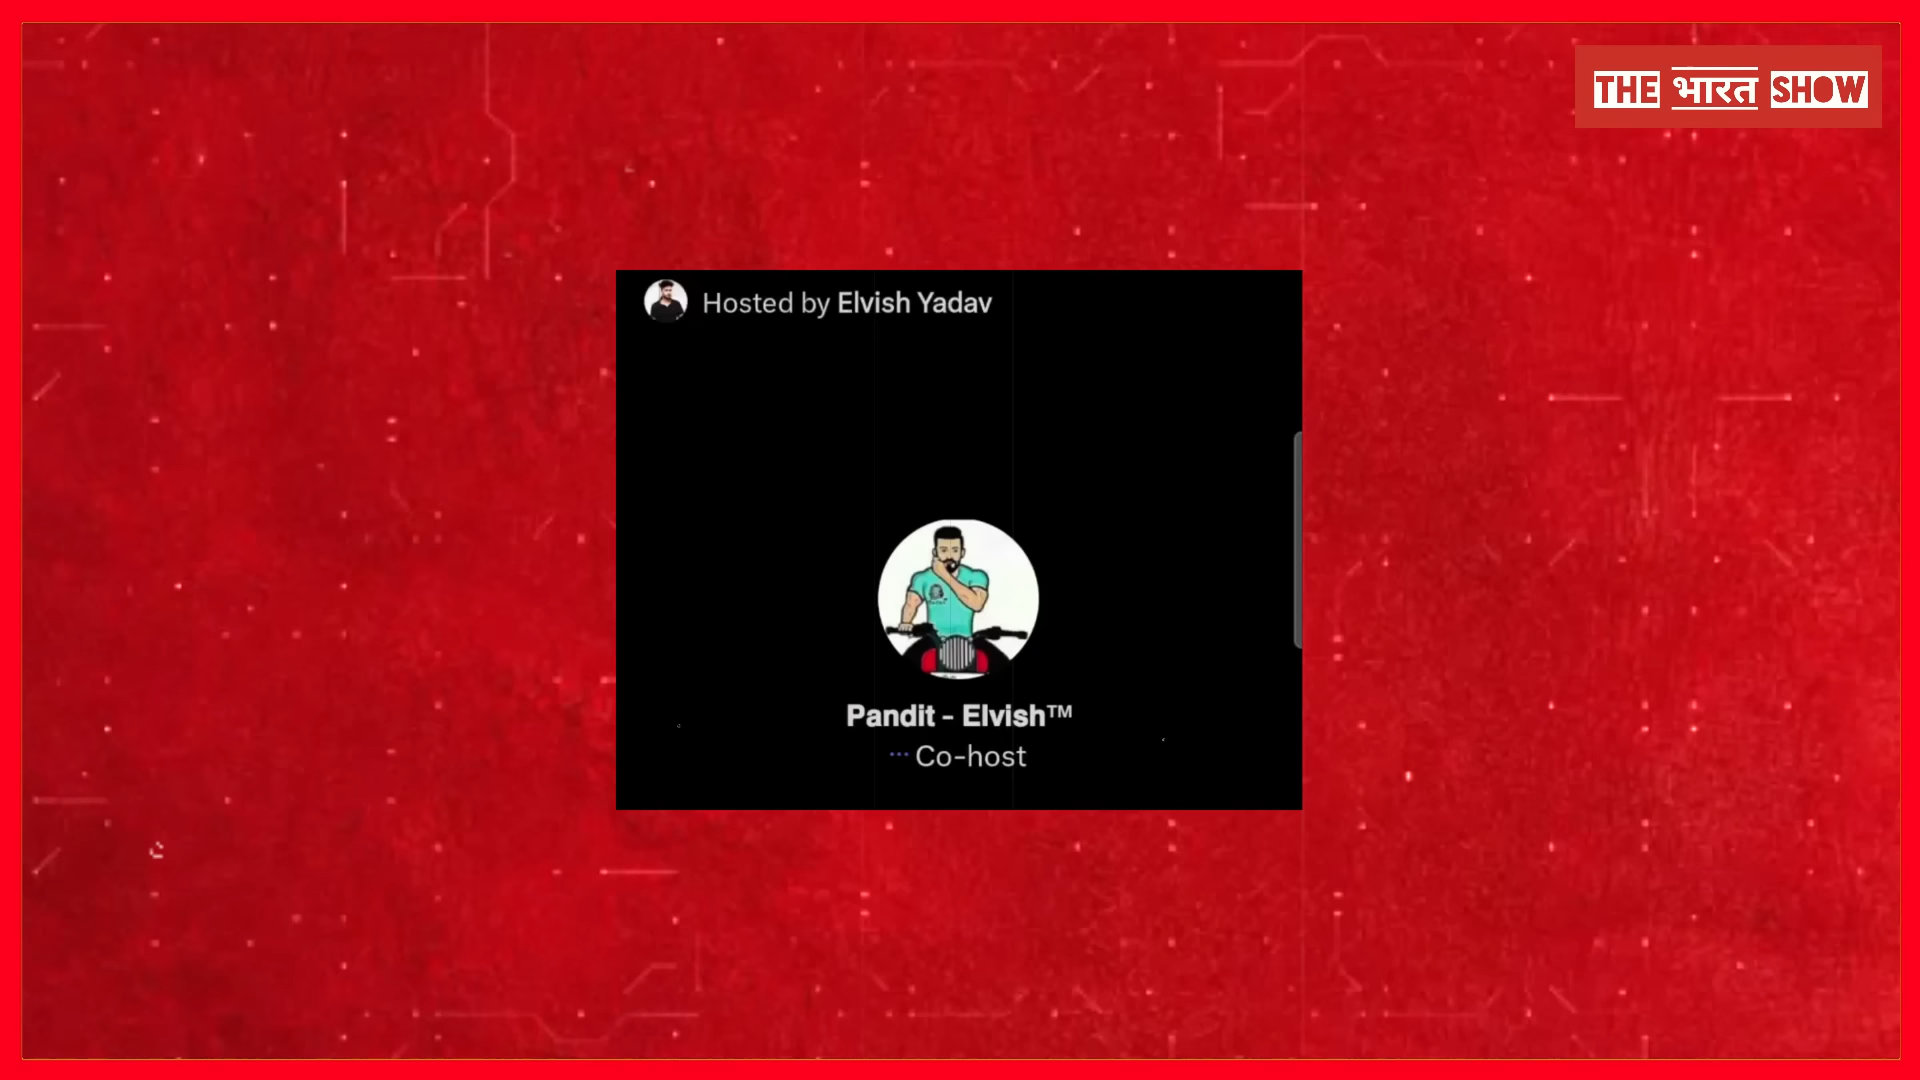 THE भारत SHOW
Hosted by Elvish Yadav
Pandit - Elvish™
··· Co-host